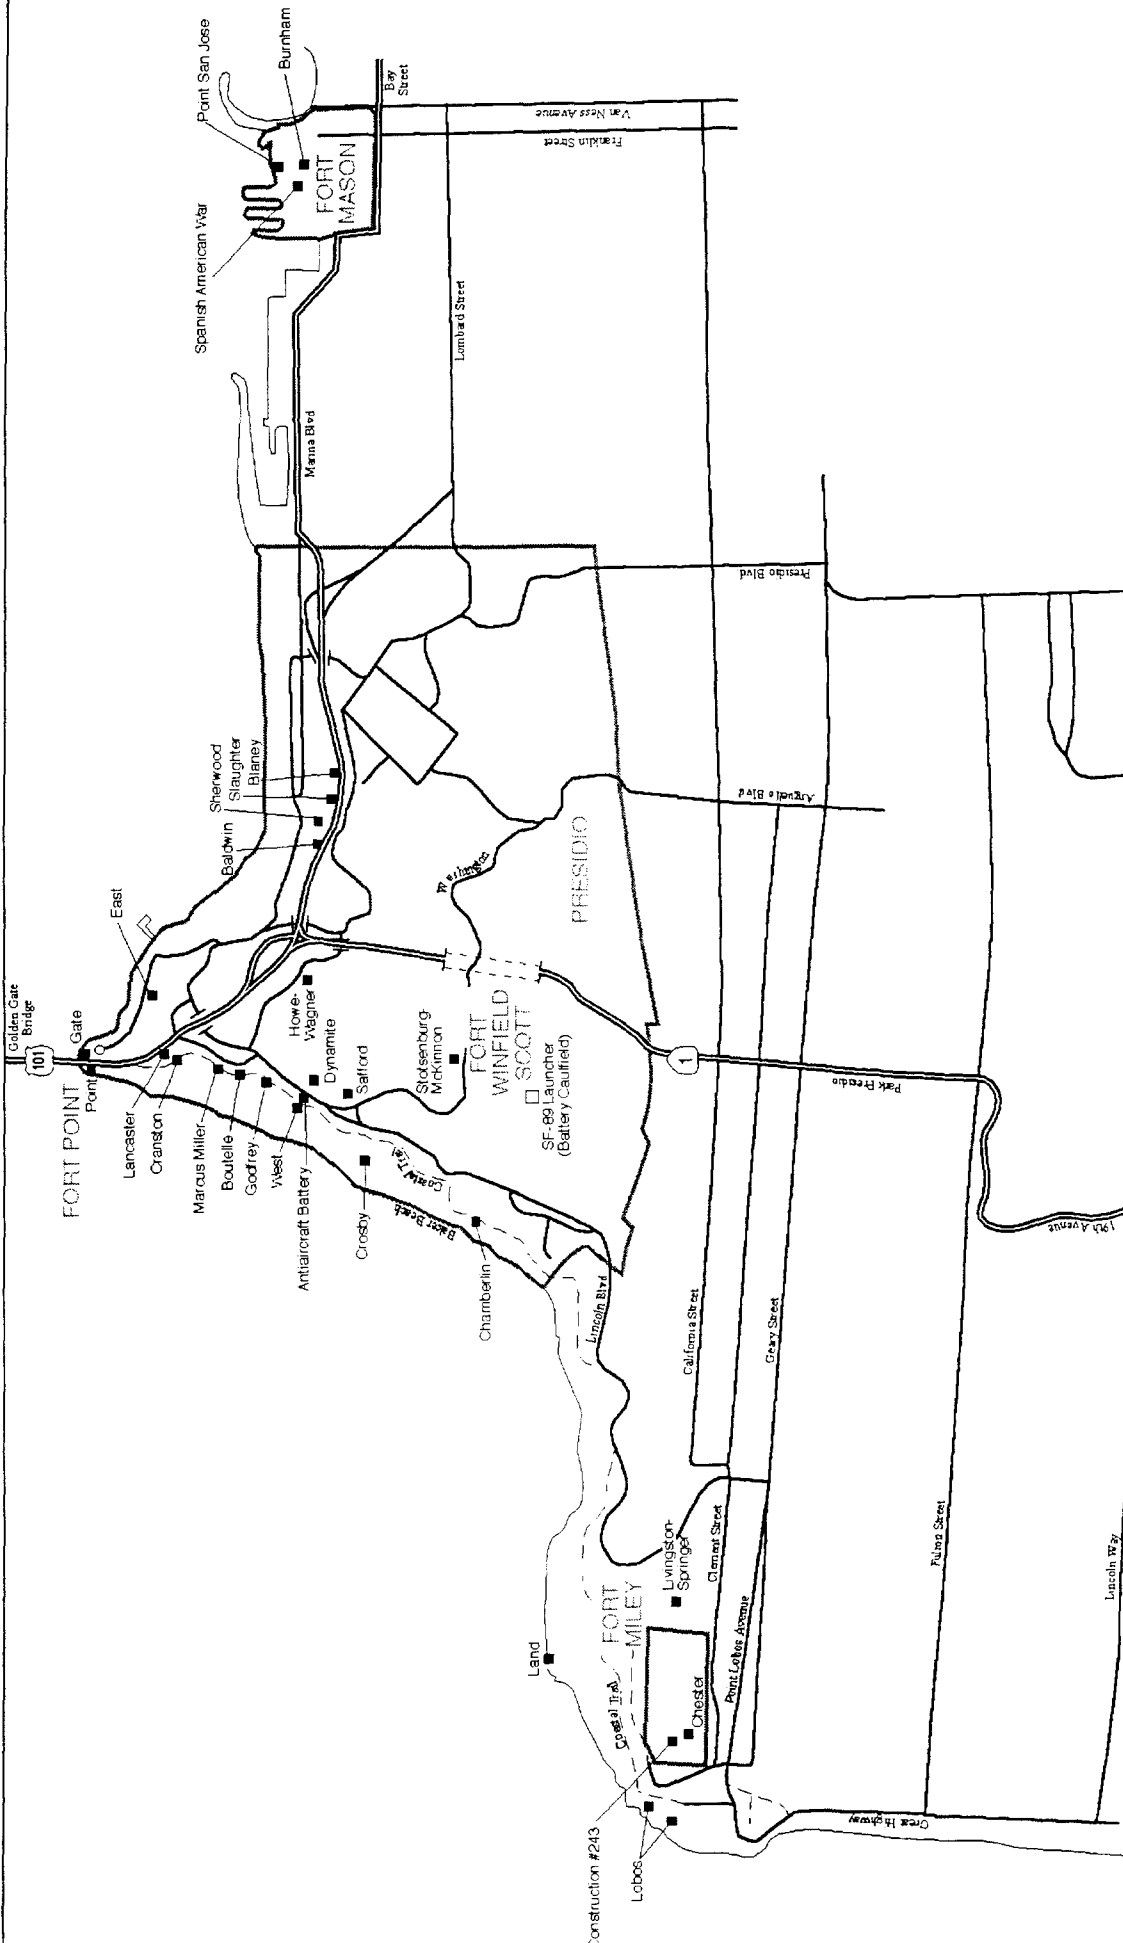 Golden Gate
Bridge
101
Gate
FORT POINT
Point
East
Lancaster
Cranston
Marcus Miller
Boutelle
Godfrey
West
Antiaircraft Battery
Crosby
Chamberlin
Baker Beach
Coastal Trail
Howe-
Wagner
Dynamite
Safford
Stotsenburg-
McKinnon
FORT
WINFIELD
SCOTT
SF-89 Launcher
(Battery Caulfield)
Baldwin
Sherwood
Slaughter
Blaney
Washington
PRESIDIO
Spanish American War
Point San Jose
Burnham
FORT
MASON
Bay
Street
Van Ness Avenue
Franklin Street
Lombard Street
Marina Blvd
Presidio Blvd
Arguello Blvd
1
Park Presidio
19th Avenue
Lincoln Blvd
California Street
Geary Street
Clement Street
Point Lobos Avenue
Fulton Street
Lincoln Way
Great Highway
Land
Coastal Trail
FORT
MILEY
Livingston-
Springer
Chester
Construction #243
Lobos